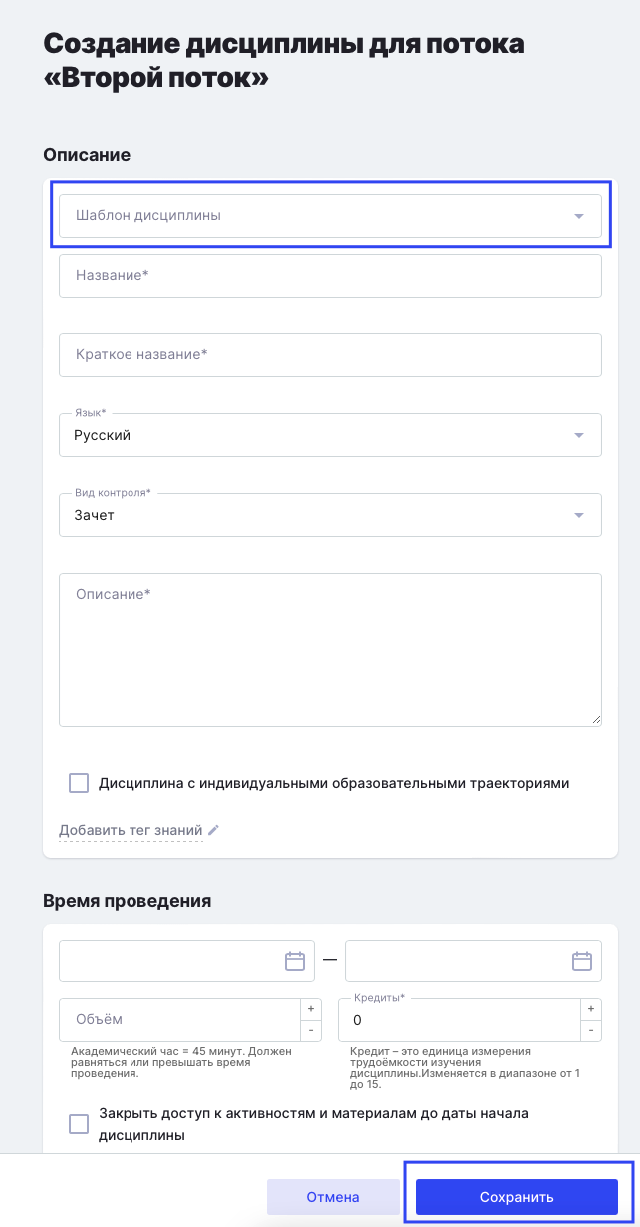 Создание дисциплины для потока
«Второй поток»
Описание
Шаблон дисциплины
Название*
Краткое название*
Язык*
Русский
Вид контроля*
Зачет
Описание*
Дисциплина с индивидуальными образовательными траекториями
Добавить тег знаний
Время проведения
—
Объём
+
-
Кредиты*
0
+
-
Академический час = 45 минут. Должен
равняться или превышать время
проведения.
Кредит – это единица измерения
трудоёмкости изучения
дисциплины.Изменяется в диапазоне от 1
до 15.
Закрыть доступ к активностям и материалам до даты начала
дисциплины
Отмена
Сохранить